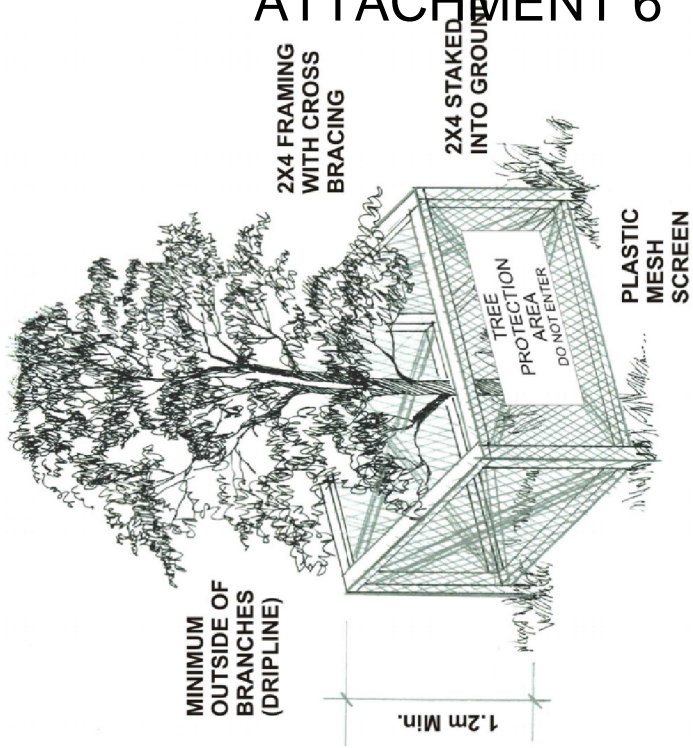 ATTACHMENT 6
2X4 FRAMING
WITH CROSS
BRACING
2X4 STAKED
INTO GROUND
TREE
PROTECTION
AREA
DO NOT ENTER
PLASTIC
MESH
SCREEN
MINIMUM
OUTSIDE OF
BRANCHES
(DRIPLINE)
1.2m Min.